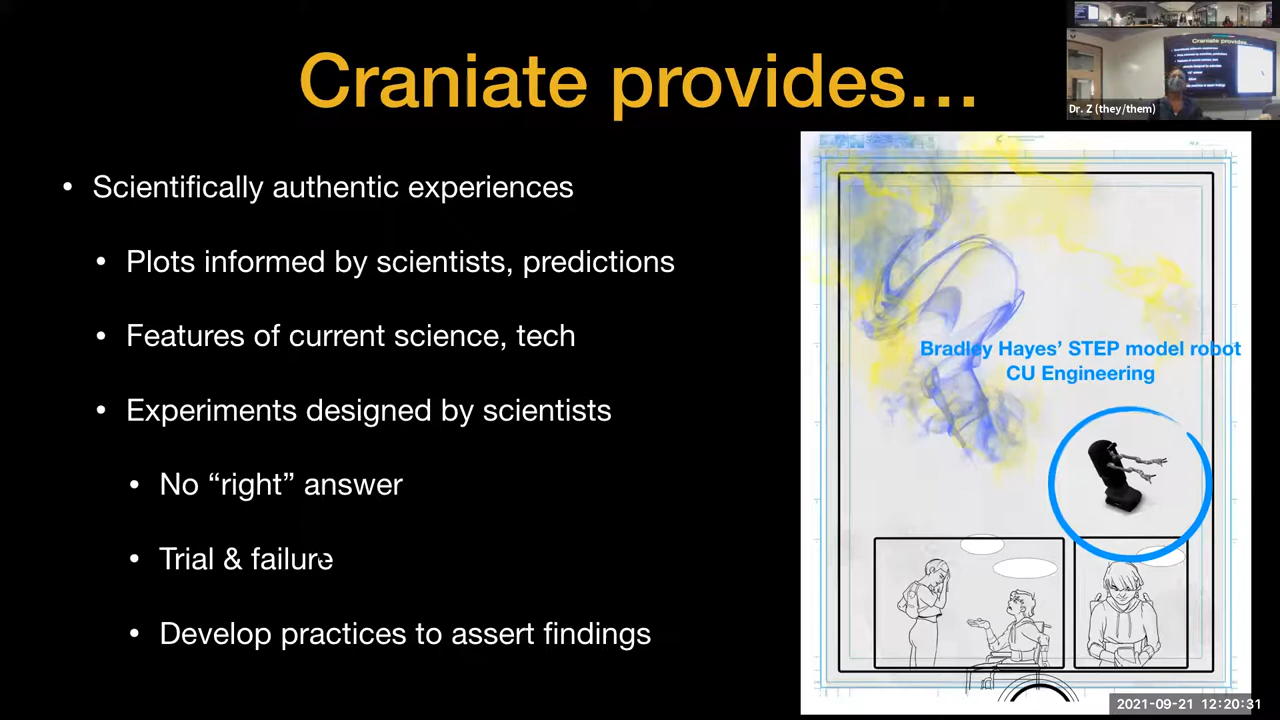 Craniate provides…
Craniate provides...
Dr. Z (they/them)
• Scientifically authentic experiences
• Plots informed by scientists, predictions
• Features of current science, tech
• Experiments designed by scientists
• No “right” answer
• Trial & failure
• Develop practices to assert findings
Bradley Hayes’ STEP model robot
CU Engineering
2021-09-21 12:20:31